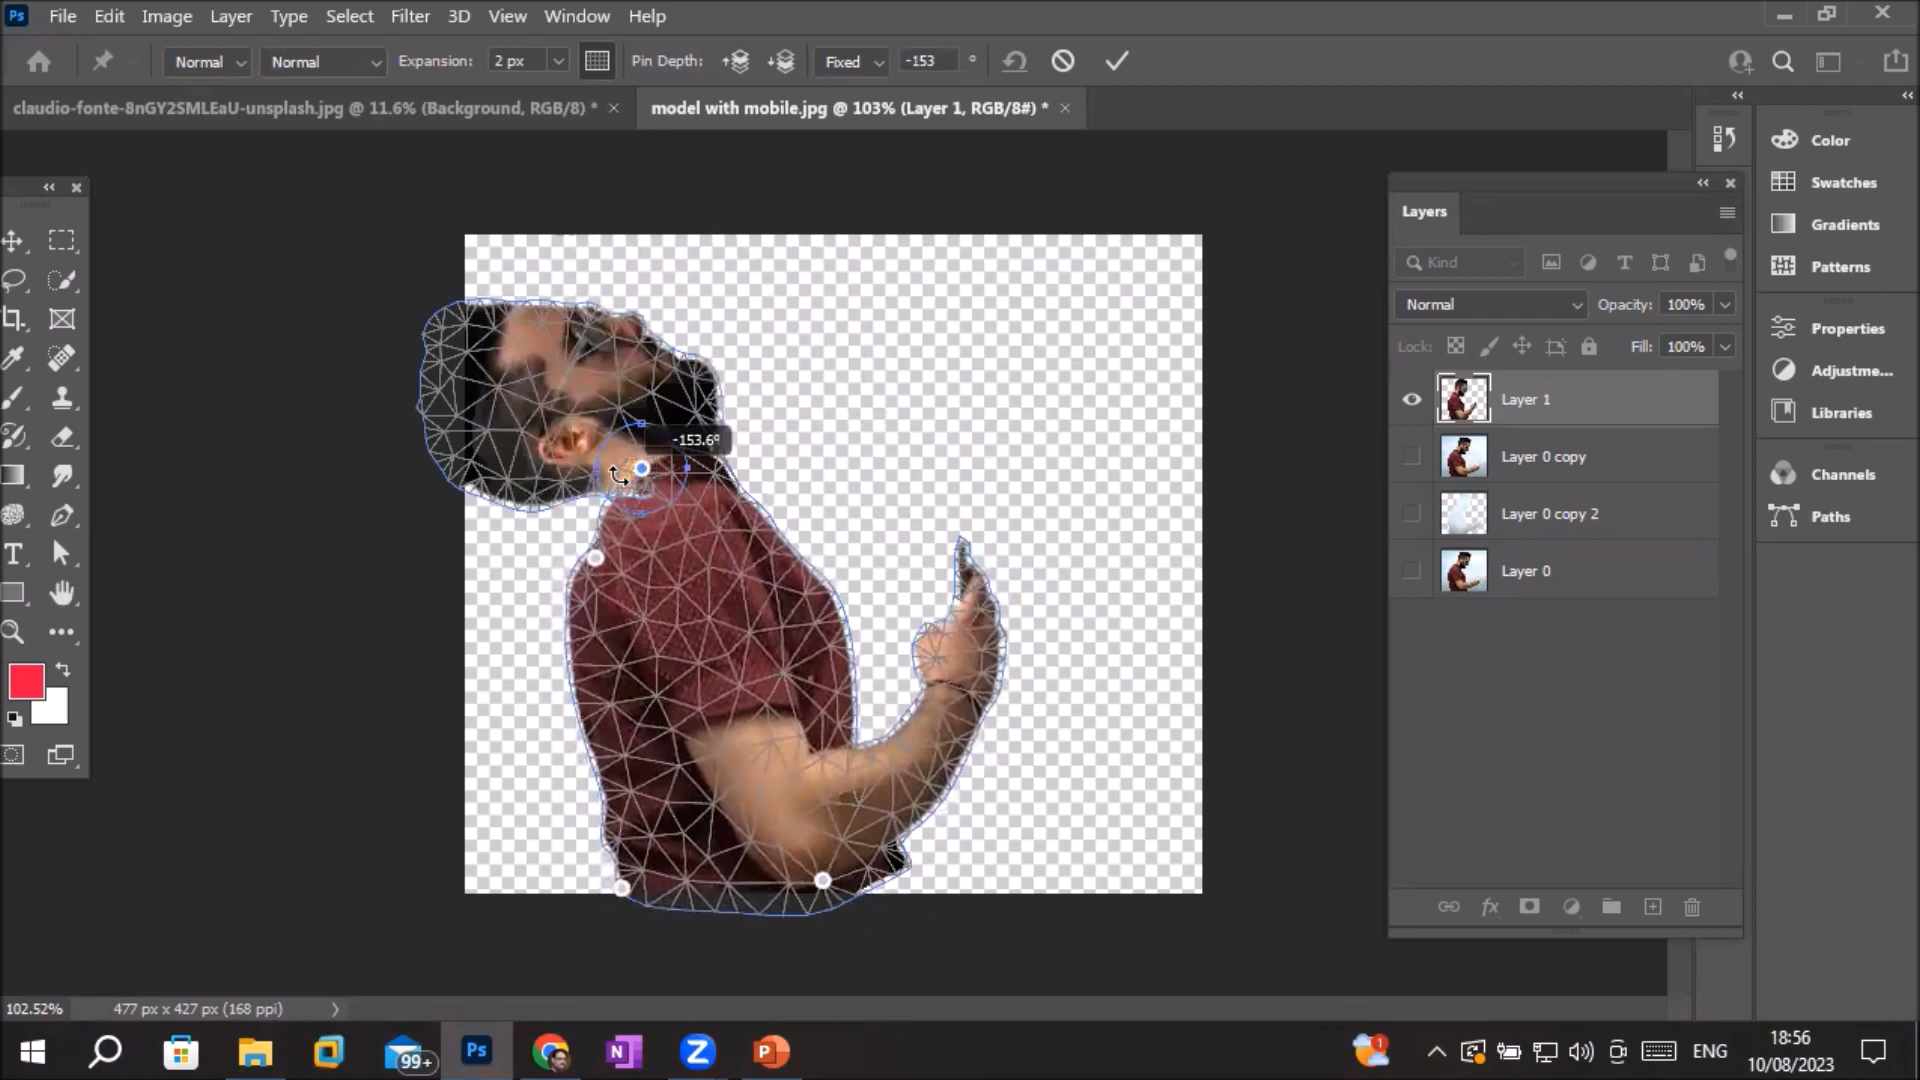 Ps File Edit Image Layer Type Select Filter 3D View Window Help
Normal Normal Expansion: 2 px Pin Depth: Fixed -153 °
claudio-fonte-8nGY2SMLEaU-unsplash.jpg @ 11.6% (Background, RGB/8) * model with mobile.jpg @ 103% (Layer 1, RGB/8#) *
Color
Swatches
Gradients
Patterns
Properties
Adjustme...
Libraries
Channels
Paths
Layers
Kind
Normal Opacity: 100%
Lock: Fill: 100%
Layer 1
Layer 0 copy
Layer 0 copy 2
Layer 0
fx
-153.6°
T
102.52% 477 px x 427 px (168 ppi)
99+ Ps N Z P 1 ENG
18:56
10/08/2023